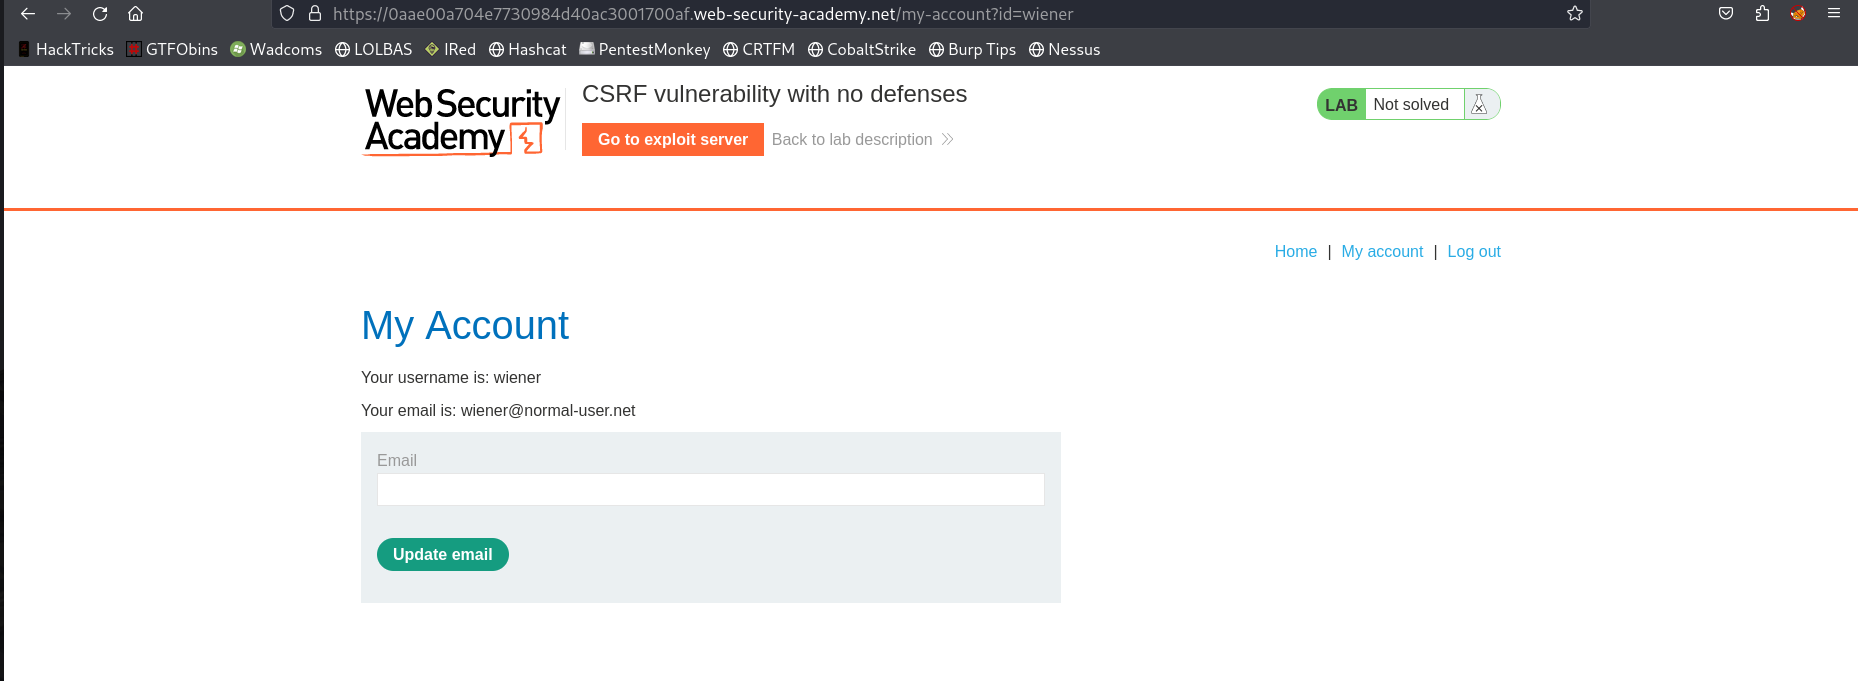 https://0aae00a704e7730984d40ac3001700af.web-security-academy.net/my-account?id=wiener
HackTricks GTFObins Wadcoms LOLBAS IRed Hashcat PentestMonkey CRTFM CobaltStrike Burp Tips Nessus
WebSecurity
Academy
CSRF vulnerability with no defenses
Go to exploit server Back to lab description
LAB Not solved
Home | My account | Log out
My Account
Your username is: wiener
Your email is: wiener@normal-user.net
Email
Update email